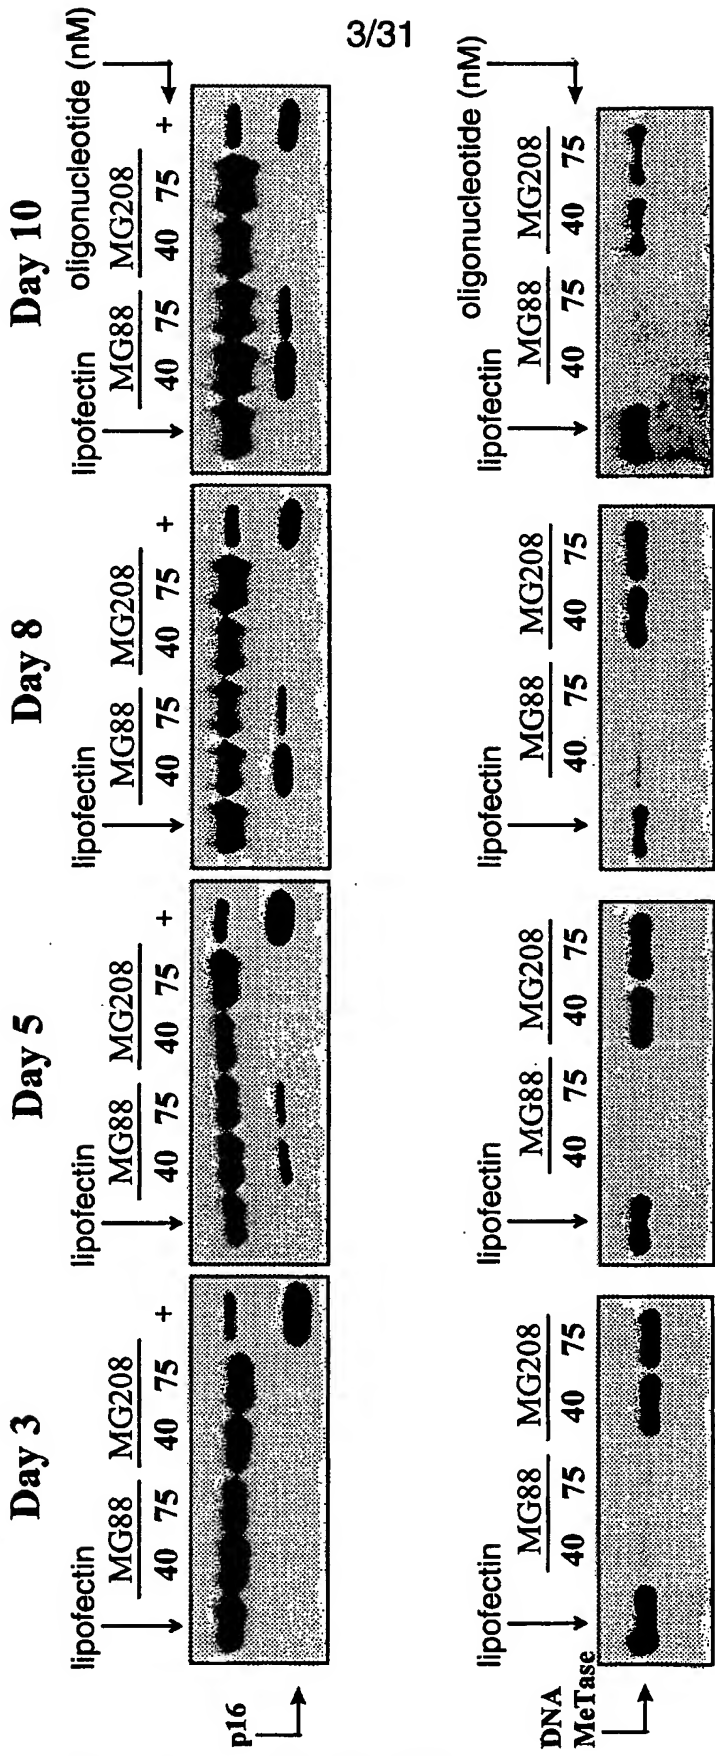 3/31
Day 3
Day 5
Day 8
Day 10
lipofectin MG88 MG208
40 75 40 75 +
lipofectin MG88 MG208
40 75 40 75 +
lipofectin MG88 MG208
40 75 40 75 +
lipofectin MG88 MG208 oligonucleotide (nM)
40 75 40 75 +
p16
lipofectin MG88 MG208
40 75 40 75
lipofectin MG88 MG208
40 75 40 75
lipofectin MG88 MG208
40 75 40 75
lipofectin MG88 MG208 oligonucleotide (nM)
40 75 40 75
DNA
MeTase